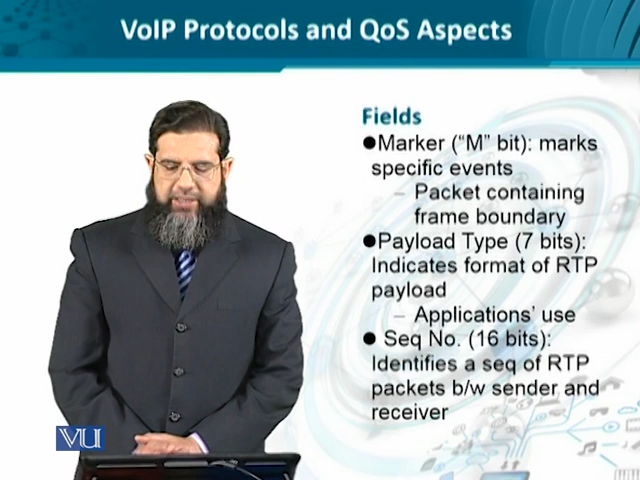 VoIP Protocols and QoS Aspects
Fields
●Marker (“M” bit): marks
specific events
– Packet containing
frame boundary
●Payload Type (7 bits):
Indicates format of RTP
payload
– Applications’ use
● Seq No. (16 bits):
Identifies a seq of RTP
packets b/w sender and
receiver
VU